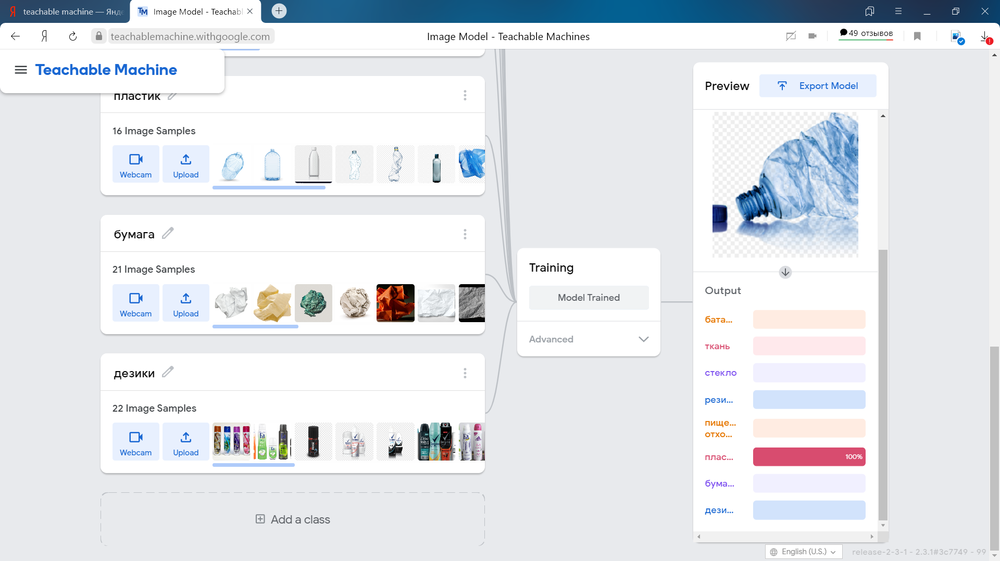 teachable machine — Янде
Image Model - Teachabl
teachablemachine.withgoogle.com
Image Model - Teachable Machines
49 отзывов
Teachable Machine
пластик
16 Image Samples
Webcam
Upload
бумага
21 Image Samples
Webcam
Upload
дезики
22 Image Samples
Webcam
Upload
Add a class
Training
Model Trained
Advanced
Preview
Export Model
Output
бата...
ткань
стекло
рези...
пище...
отхо...
плас...
100%
бума...
дези...
English (U.S.)
release-2-3-1 - 2.3.1#3c7749 - 99